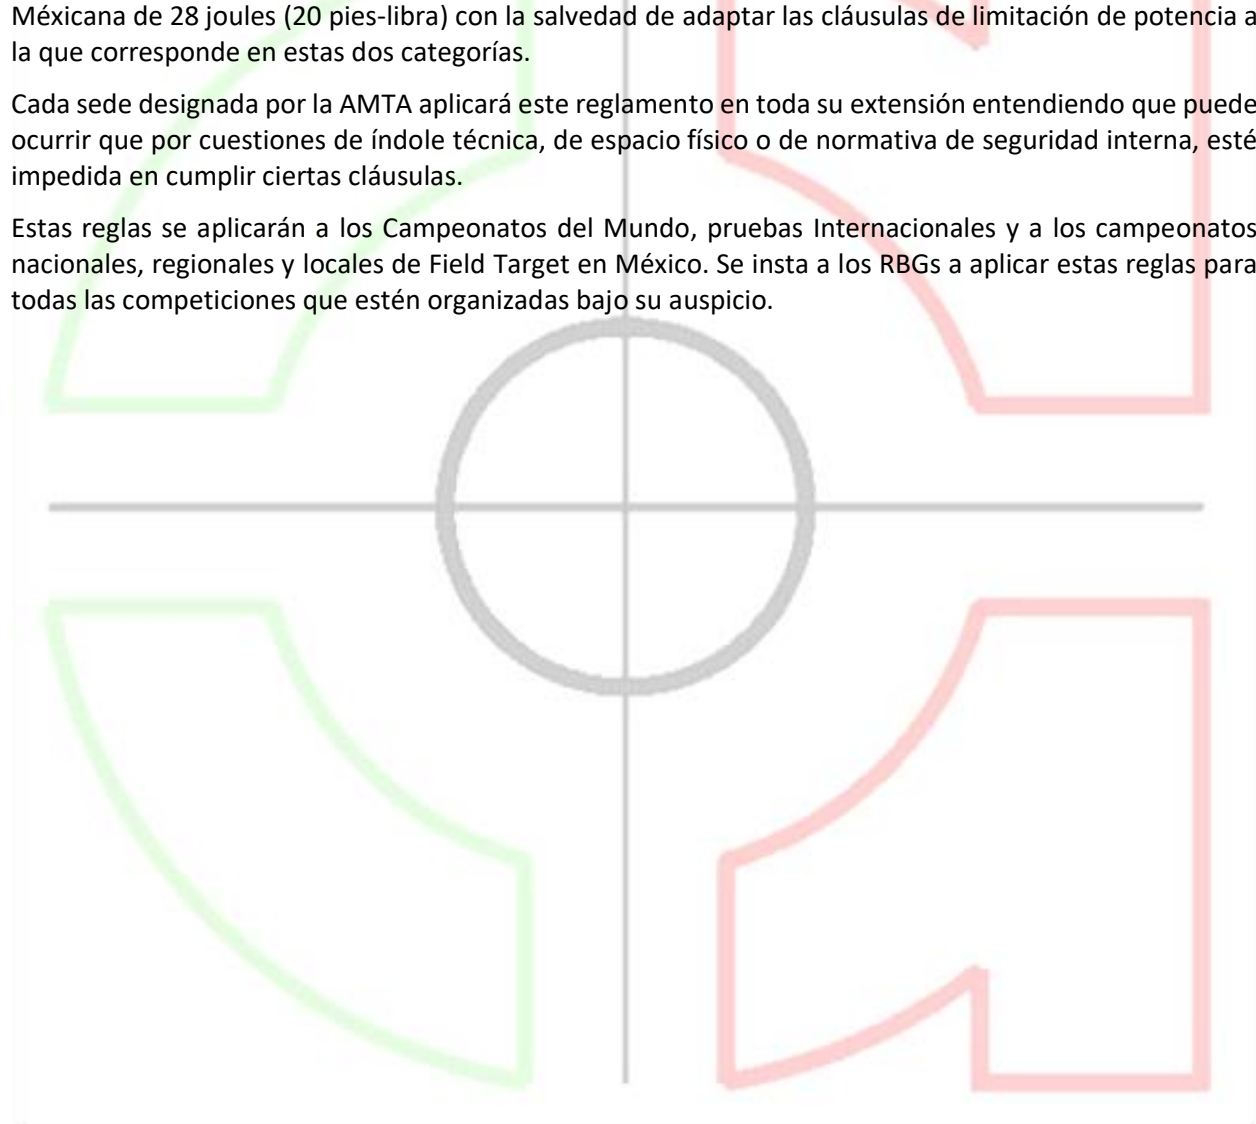 Méxicana de 28 joules (20 pies-libra) con la salvedad de adaptar las cláusulas de limitación de potencia a
la que corresponde en estas dos categorías.
Cada sede designada por la AMTA aplicará este reglamento en toda su extensión entendiendo que puede
ocurrir que por cuestiones de índole técnica, de espacio físico o de normativa de seguridad interna, esté
impedida en cumplir ciertas cláusulas.
Estas reglas se aplicarán a los Campeonatos del Mundo, pruebas Internacionales y a los campeonatos
nacionales, regionales y locales de Field Target en México. Se insta a los RBGs a aplicar estas reglas para
todas las competiciones que estén organizadas bajo su auspicio.